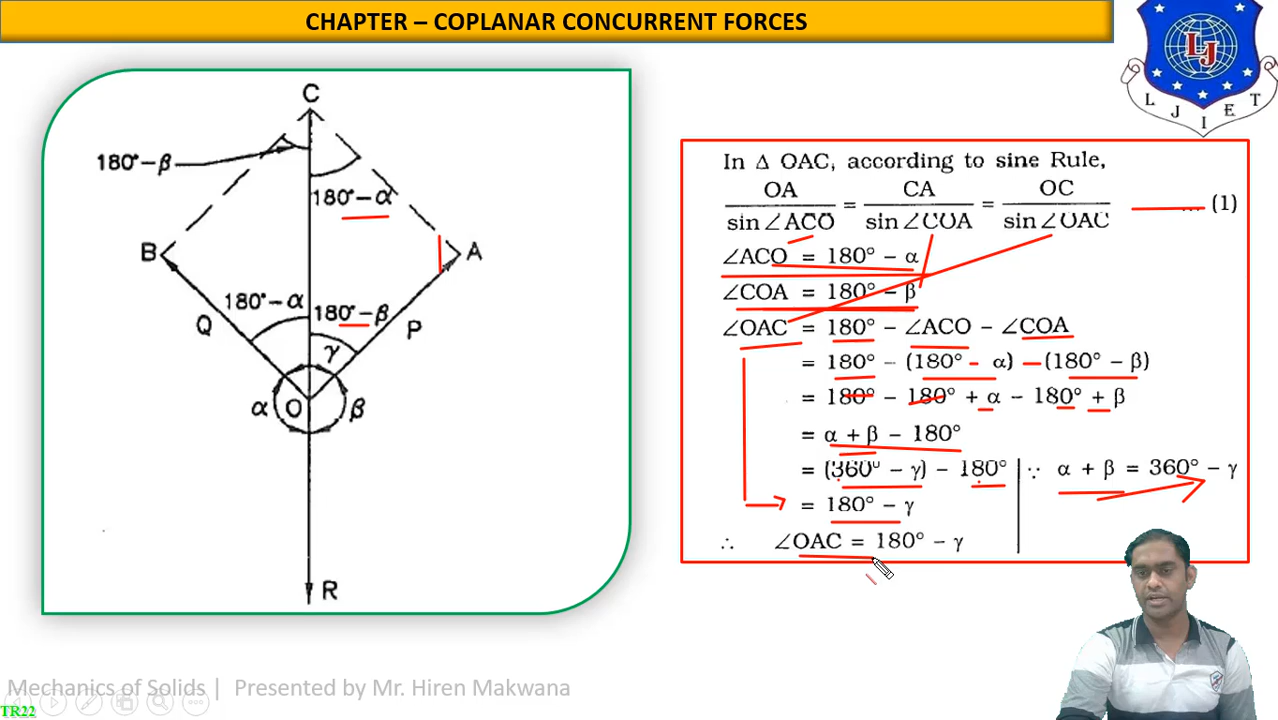 CHAPTER – COPLANAR CONCURRENT FORCES
LJ
L J I E T
C
180°-β
180°-α
B
A
180°-α
180°-β
Q
P
γ
α
O
β
R
In Δ OAC, according to sine Rule,
OA / sin∠ACO = CA / sin∠COA = OC / sin∠OAC ... (1)
∠ACO = 180° – α
∠COA = 180° – β
∠OAC = 180° – ∠ACO – ∠COA
= 180° – (180° – α) – (180° – β)
= 180° – 180° + α – 180° + β
= α + β – 180°
= (360° – γ) – 180° | ∵ α + β = 360° – γ
= 180° – γ
∴ ∠OAC = 180° – γ
Mechanics of Solids | Presented by Mr. Hiren Makwana
TR22